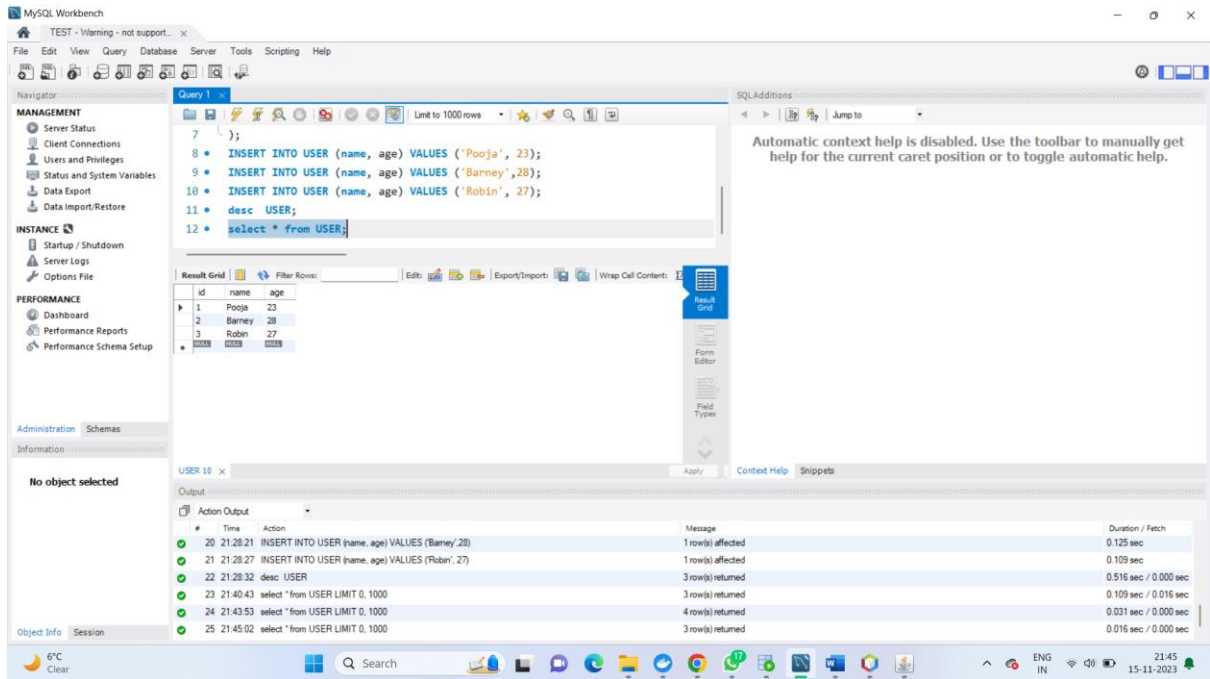 MySQL Workbench
TEST - Warning - not support... ×
File Edit View Query Database Server Tools Scripting Help
Navigator
MANAGEMENT
Server Status
Client Connections
Users and Privileges
Status and System Variables
Data Export
Data Import/Restore
INSTANCE
Startup / Shutdown
Server Logs
Options File
PERFORMANCE
Dashboard
Performance Reports
Performance Schema Setup
Administration Schemas
Information
No object selected
Object Info Session
Query 1 ×
Limit to 1000 rows
7 );
8 INSERT INTO USER (name, age) VALUES ('Pooja', 23);
9 INSERT INTO USER (name, age) VALUES ('Barney',28);
10 INSERT INTO USER (name, age) VALUES ('Robin', 27);
11 desc USER;
12 select * from USER;
Result Grid Filter Rows: Edit: Export/Import: Wrap Cell Content:
id name age
1 Pooja 23
2 Barney 28
3 Robin 27
NULL NULL NULL
Result
Grid
Form
Editor
Field
Types
USER 10 ×
Apply
SQLAdditions
Jump to
Automatic context help is disabled. Use the toolbar to manually get
help for the current caret position or to toggle automatic help.
Context Help Snippets
Output
Action Output
# Time Action Message Duration / Fetch
20 21:28:21 INSERT INTO USER (name, age) VALUES ('Barney',28) 1 row(s) affected 0.125 sec
21 21:28:27 INSERT INTO USER (name, age) VALUES ('Robin', 27) 1 row(s) affected 0.109 sec
22 21:28:32 desc USER 3 row(s) returned 0.516 sec / 0.000 sec
23 21:40:43 select * from USER LIMIT 0, 1000 3 row(s) returned 0.109 sec / 0.016 sec
24 21:43:53 select * from USER LIMIT 0, 1000 4 row(s) returned 0.031 sec / 0.000 sec
25 21:45:02 select * from USER LIMIT 0, 1000 3 row(s) returned 0.016 sec / 0.000 sec
6°C
Clear
Search
17
ENG
IN
21:45
15-11-2023